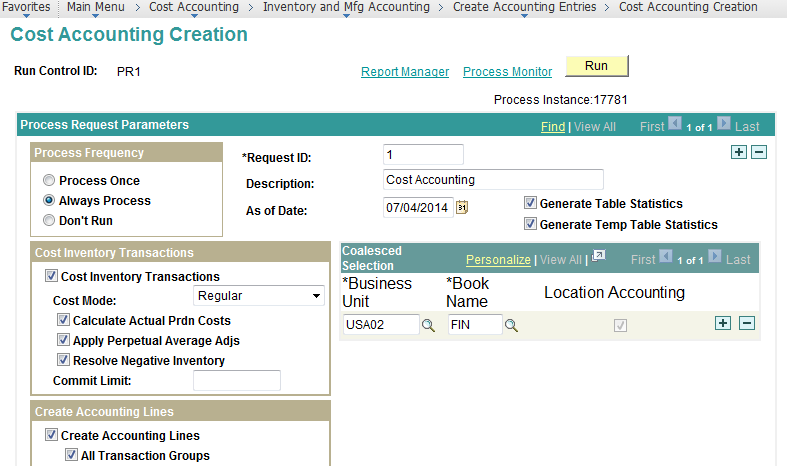 Favorites Main Menu > Cost Accounting > Inventory and Mfg Accounting > Create Accounting Entries > Cost Accounting Creation
Cost Accounting Creation
Run Control ID: PR1 Report Manager Process Monitor Run
Process Instance:17781
Process Request Parameters Find | View All First 1 of 1 Last
Process Frequency
Process Once
Always Process
Don't Run
*Request ID: 1
Description: Cost Accounting
As of Date: 07/04/2014 31
Generate Table Statistics
Generate Temp Table Statistics
Cost Inventory Transactions
Cost Inventory Transactions
Cost Mode: Regular
Calculate Actual Prdn Costs
Apply Perpetual Average Adjs
Resolve Negative Inventory
Commit Limit:
Coalesced Selection Personalize | View All | First 1 of 1 Last
*Business Unit *Book Name Location Accounting
USA02 FIN
Create Accounting Lines
Create Accounting Lines
All Transaction Groups